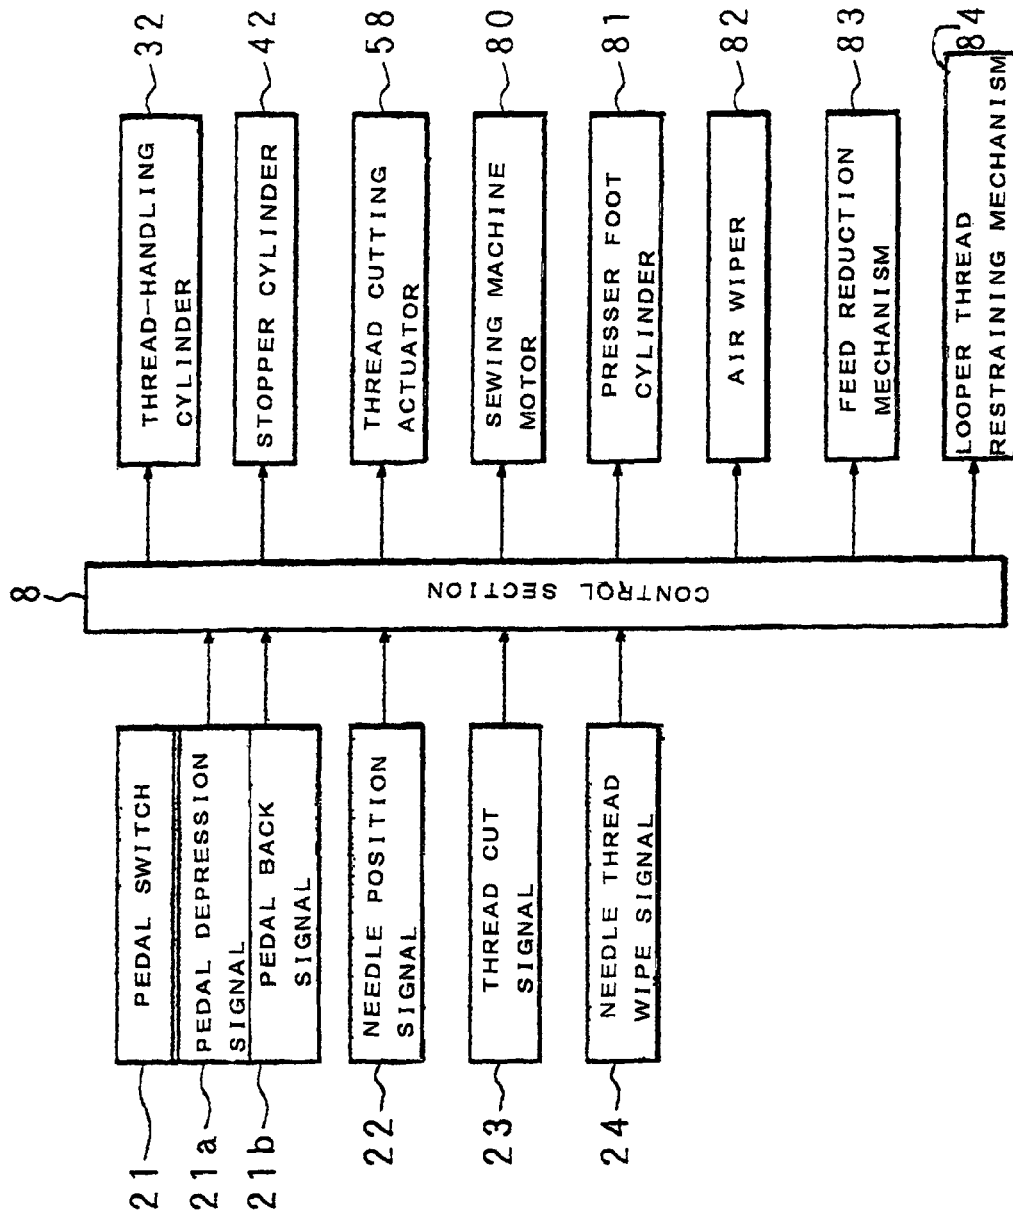 21
PEDAL SWITCH
21a
PEDAL DEPRESSION
SIGNAL
21b
PEDAL BACK
SIGNAL
22
NEEDLE POSITION
SIGNAL
23
THREAD CUT
SIGNAL
24
NEEDLE THREAD
WIPE SIGNAL
8
CONTROL SECTION
THREAD-HANDLING
CYLINDER
32
STOPPER CYLINDER
42
THREAD CUTTING
ACTUATOR
58
SEWING MACHINE
MOTOR
80
PRESSER FOOT
CYLINDER
81
AIR WIPER
82
FEED REDUCTION
MECHANISM
83
LOOPER THREAD
RESTRAINING MECHANISM
84